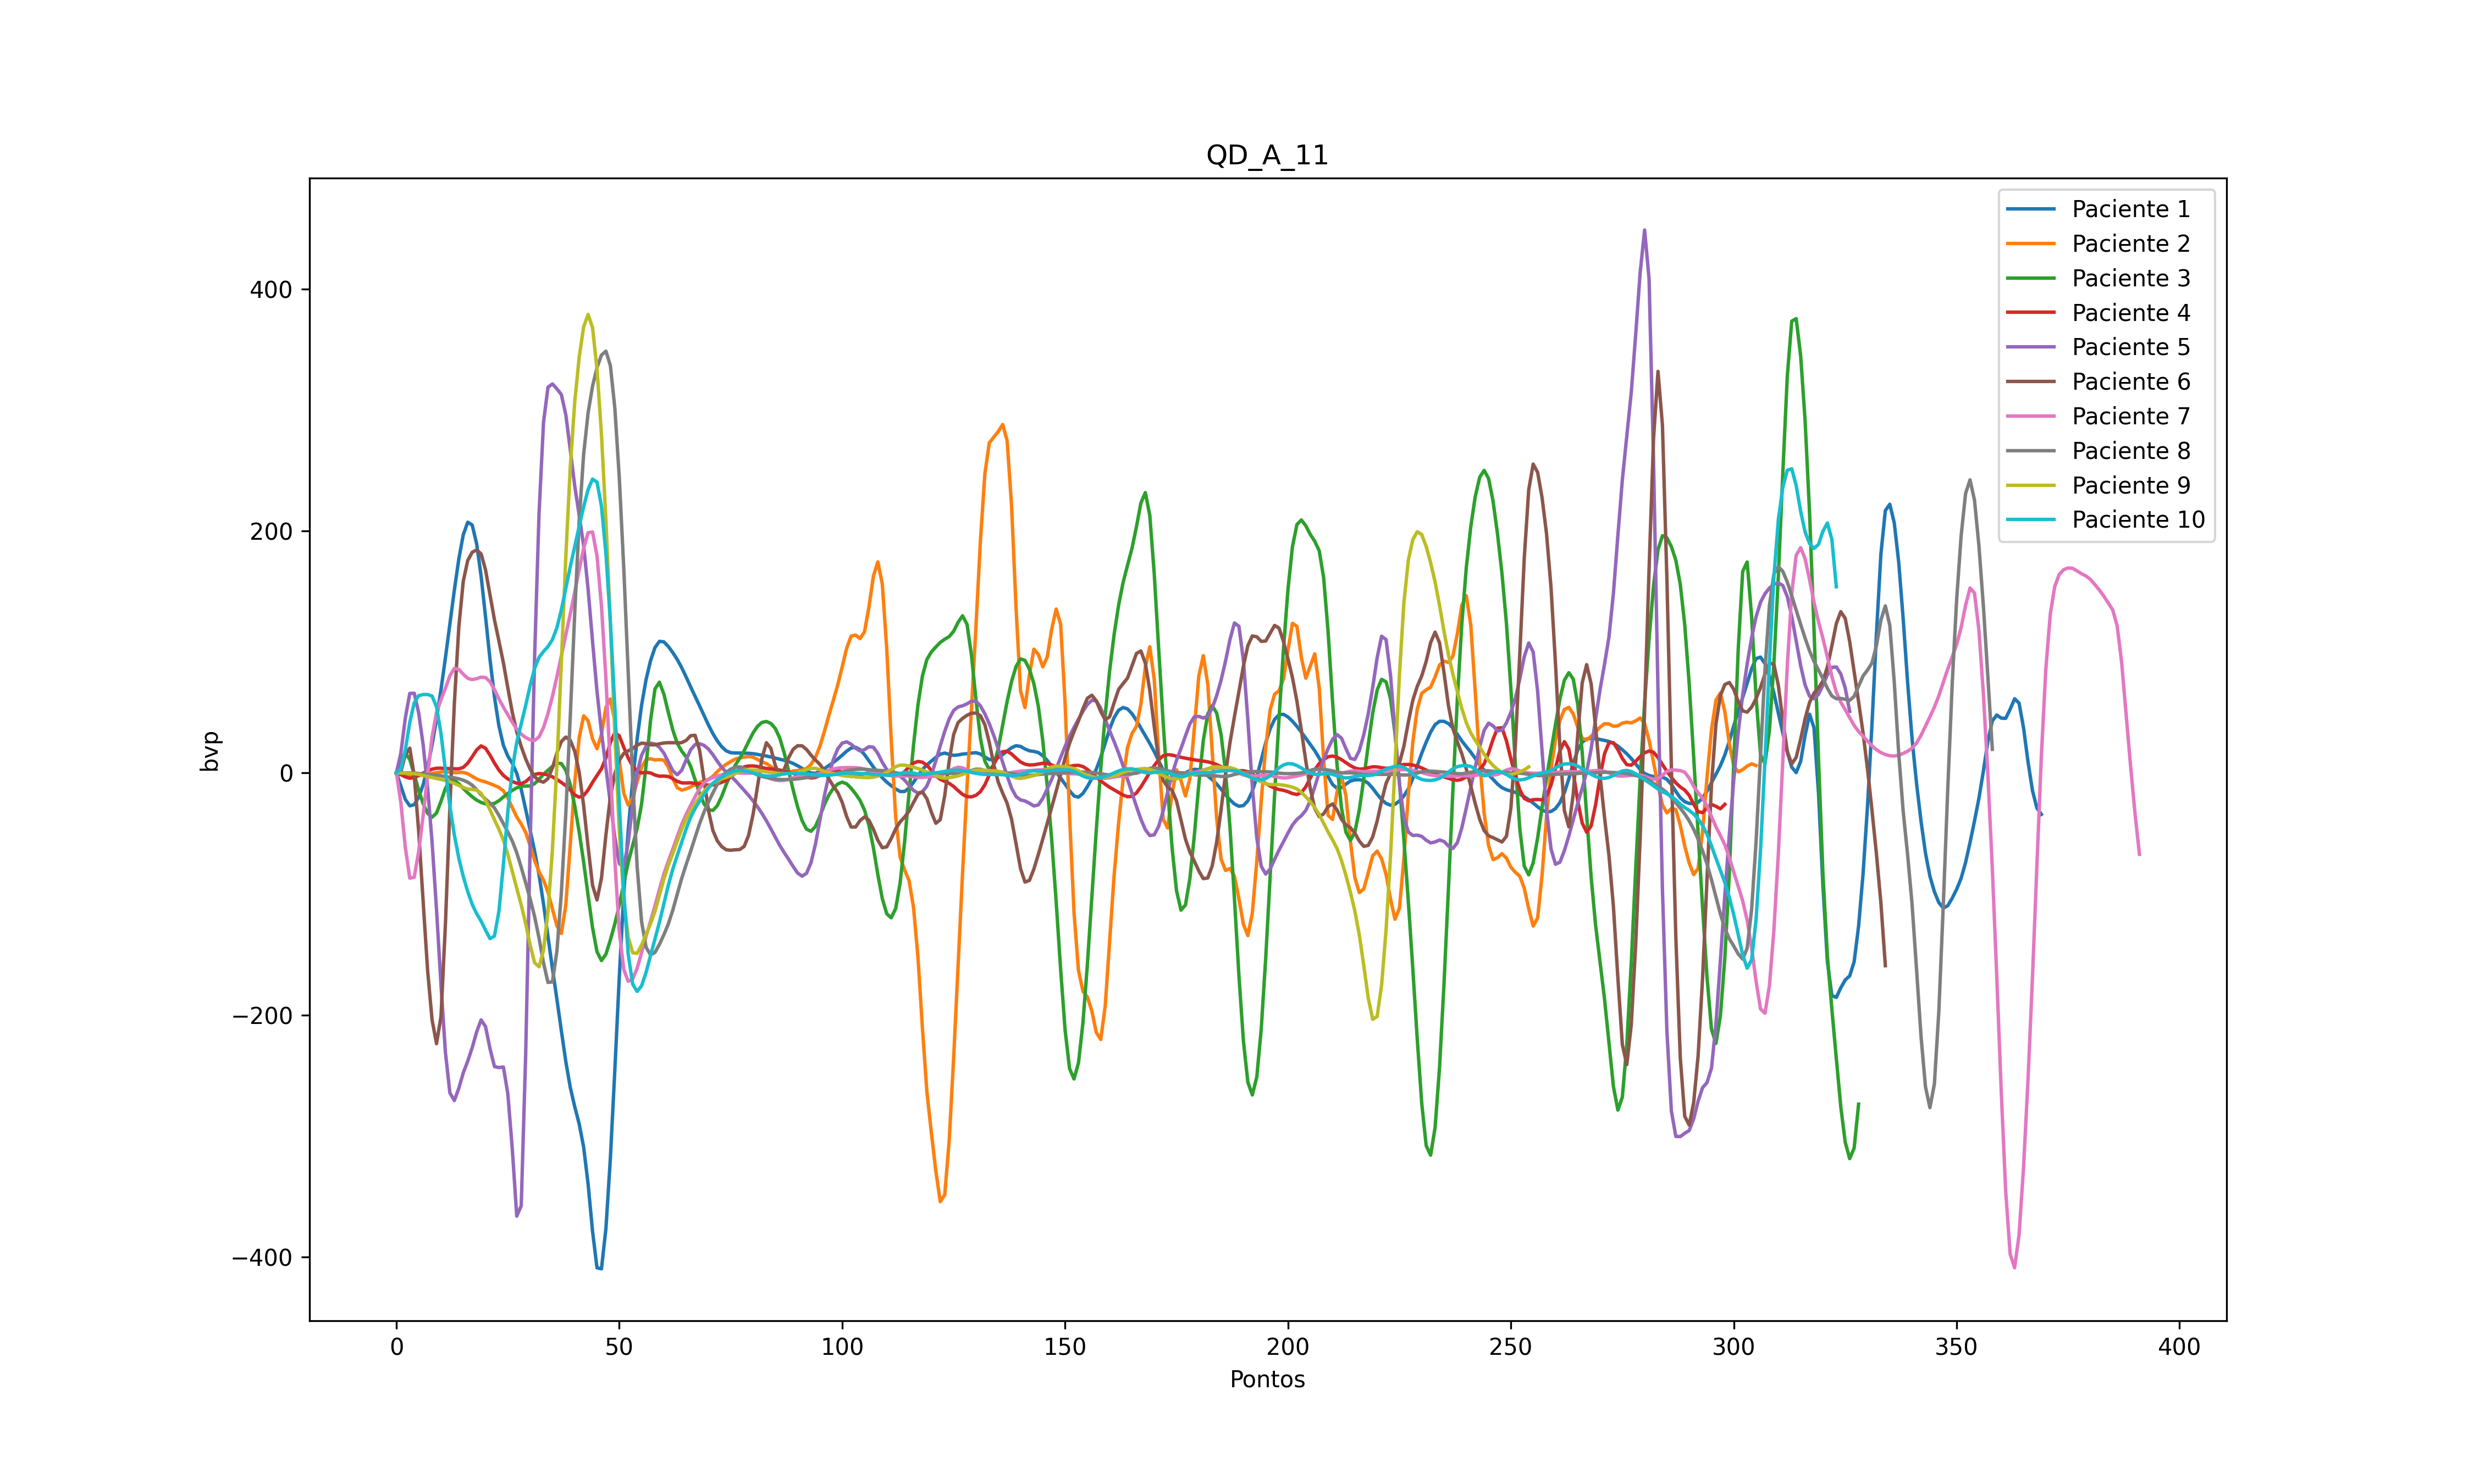 QD_A_11
Paciente 1
Paciente 2
Paciente 3
Paciente 4
Paciente 5
Paciente 6
Paciente 7
Paciente 8
Paciente 9
Paciente 10
400
200
0
−200
−400
bvp
0 50 100 150 200 250 300 350 400
Pontos